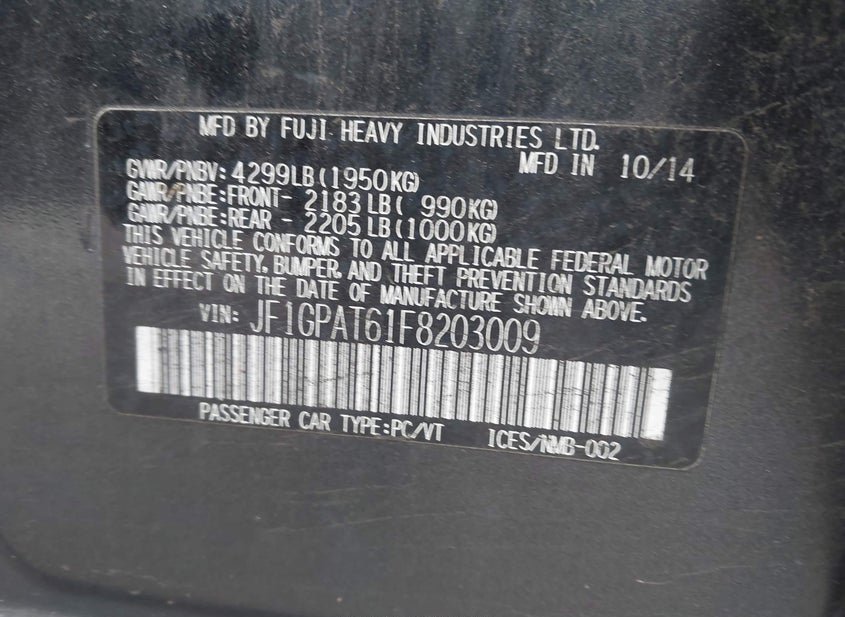 MFD BY FUJI HEAVY INDUSTRIES LTD.
MFD IN 10/14
GVWR/PNBV: 4299LB(1950KG)
GAWR/PNBE:FRONT- 2183 LB( 990KG)
GAWR/PNBE:REAR - 2205 LB(1000KG)
THIS VEHICLE CONFORMS TO ALL APPLICABLE FEDERAL MOTOR
VEHICLE SAFETY, BUMPER, AND THEFT PREVENTION STANDARDS
IN EFFECT ON THE DATE OF MANUFACTURE SHOWN ABOVE.
VIN: JF1GPAT61F8203009
PASSENGER CAR TYPE:PC/VT ICES/NMB-002